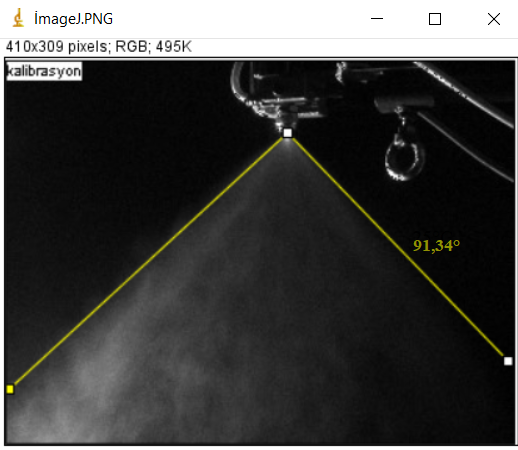 İmageJ.PNG
410x309 pixels; RGB; 495K
kalibrasyon
91,34°